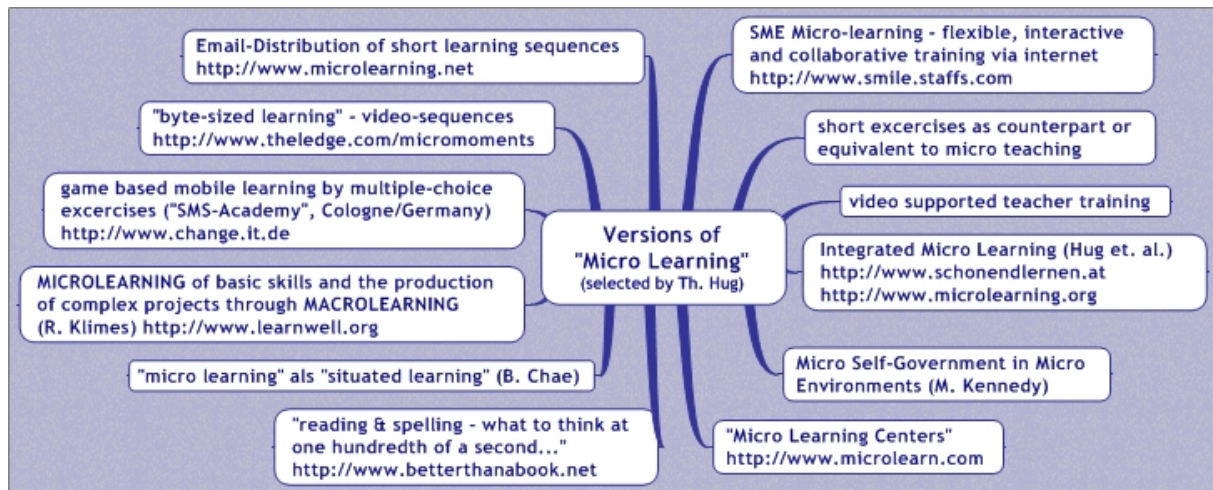 Email-Distribution of short learning sequences
http://www.microlearning.net
"byte-sized learning" - video-sequences
http://www.theledge.com/micromoments
game based mobile learning by multiple-choice
excercises ("SMS-Academy", Cologne/Germany)
http://www.change.it.de
MICROLEARNING of basic skills and the production
of complex projects through MACROLEARNING
(R. Klimes) http://www.learnwell.org
"micro learning" als "situated learning" (B. Chae)
"reading & spelling - what to think at
one hundredth of a second..."
http://www.betterthanabook.net
Versions of
"Micro Learning"
(selected by Th. Hug)
SME Micro-learning - flexible, interactive
and collaborative training via internet
http://www.smile.staffs.com
short excercises as counterpart or
equivalent to micro teaching
video supported teacher training
Integrated Micro Learning (Hug et. al.)
http://www.schonendlernen.at
http://www.microlearning.org
Micro Self-Government in Micro
Environments (M. Kennedy)
"Micro Learning Centers"
http://www.microlearn.com